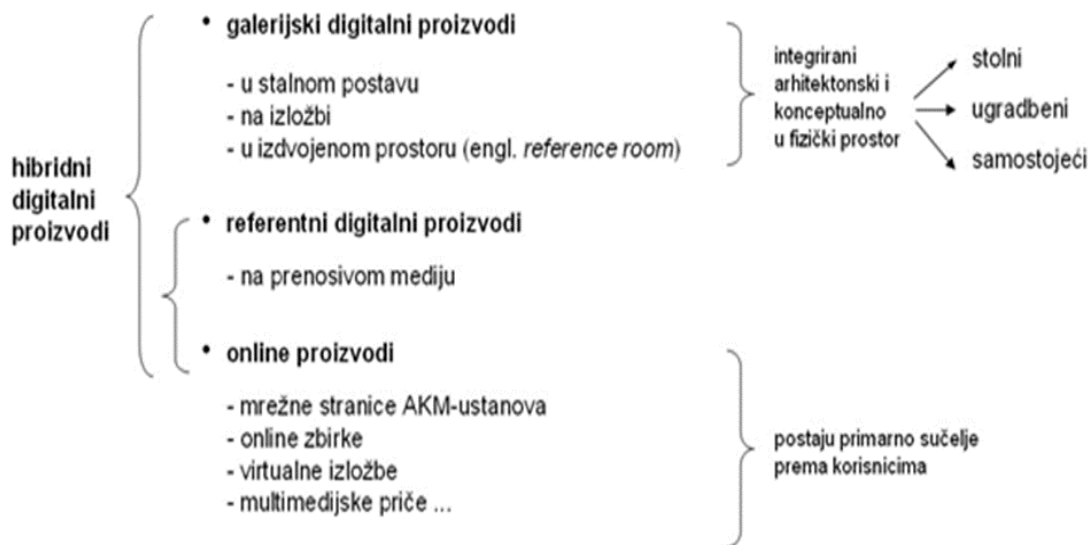 hibridni
digitalni
proizvodi
• galerijski digitalni proizvodi
- u stalnom postavu
- na izložbi
- u izdvojenom prostoru (engl. reference room)
integrirani
arhitektonski i
konceptualno
u fizički prostor
stolni
ugradbeni
samostojeći
• referentni digitalni proizvodi
- na prenosivom mediju
• online proizvodi
- mrežne stranice AKM-ustanova
- online zbirke
- virtualne izložbe
- multimedijske priče ...
postaju primarno sučelje
prema korisnicima